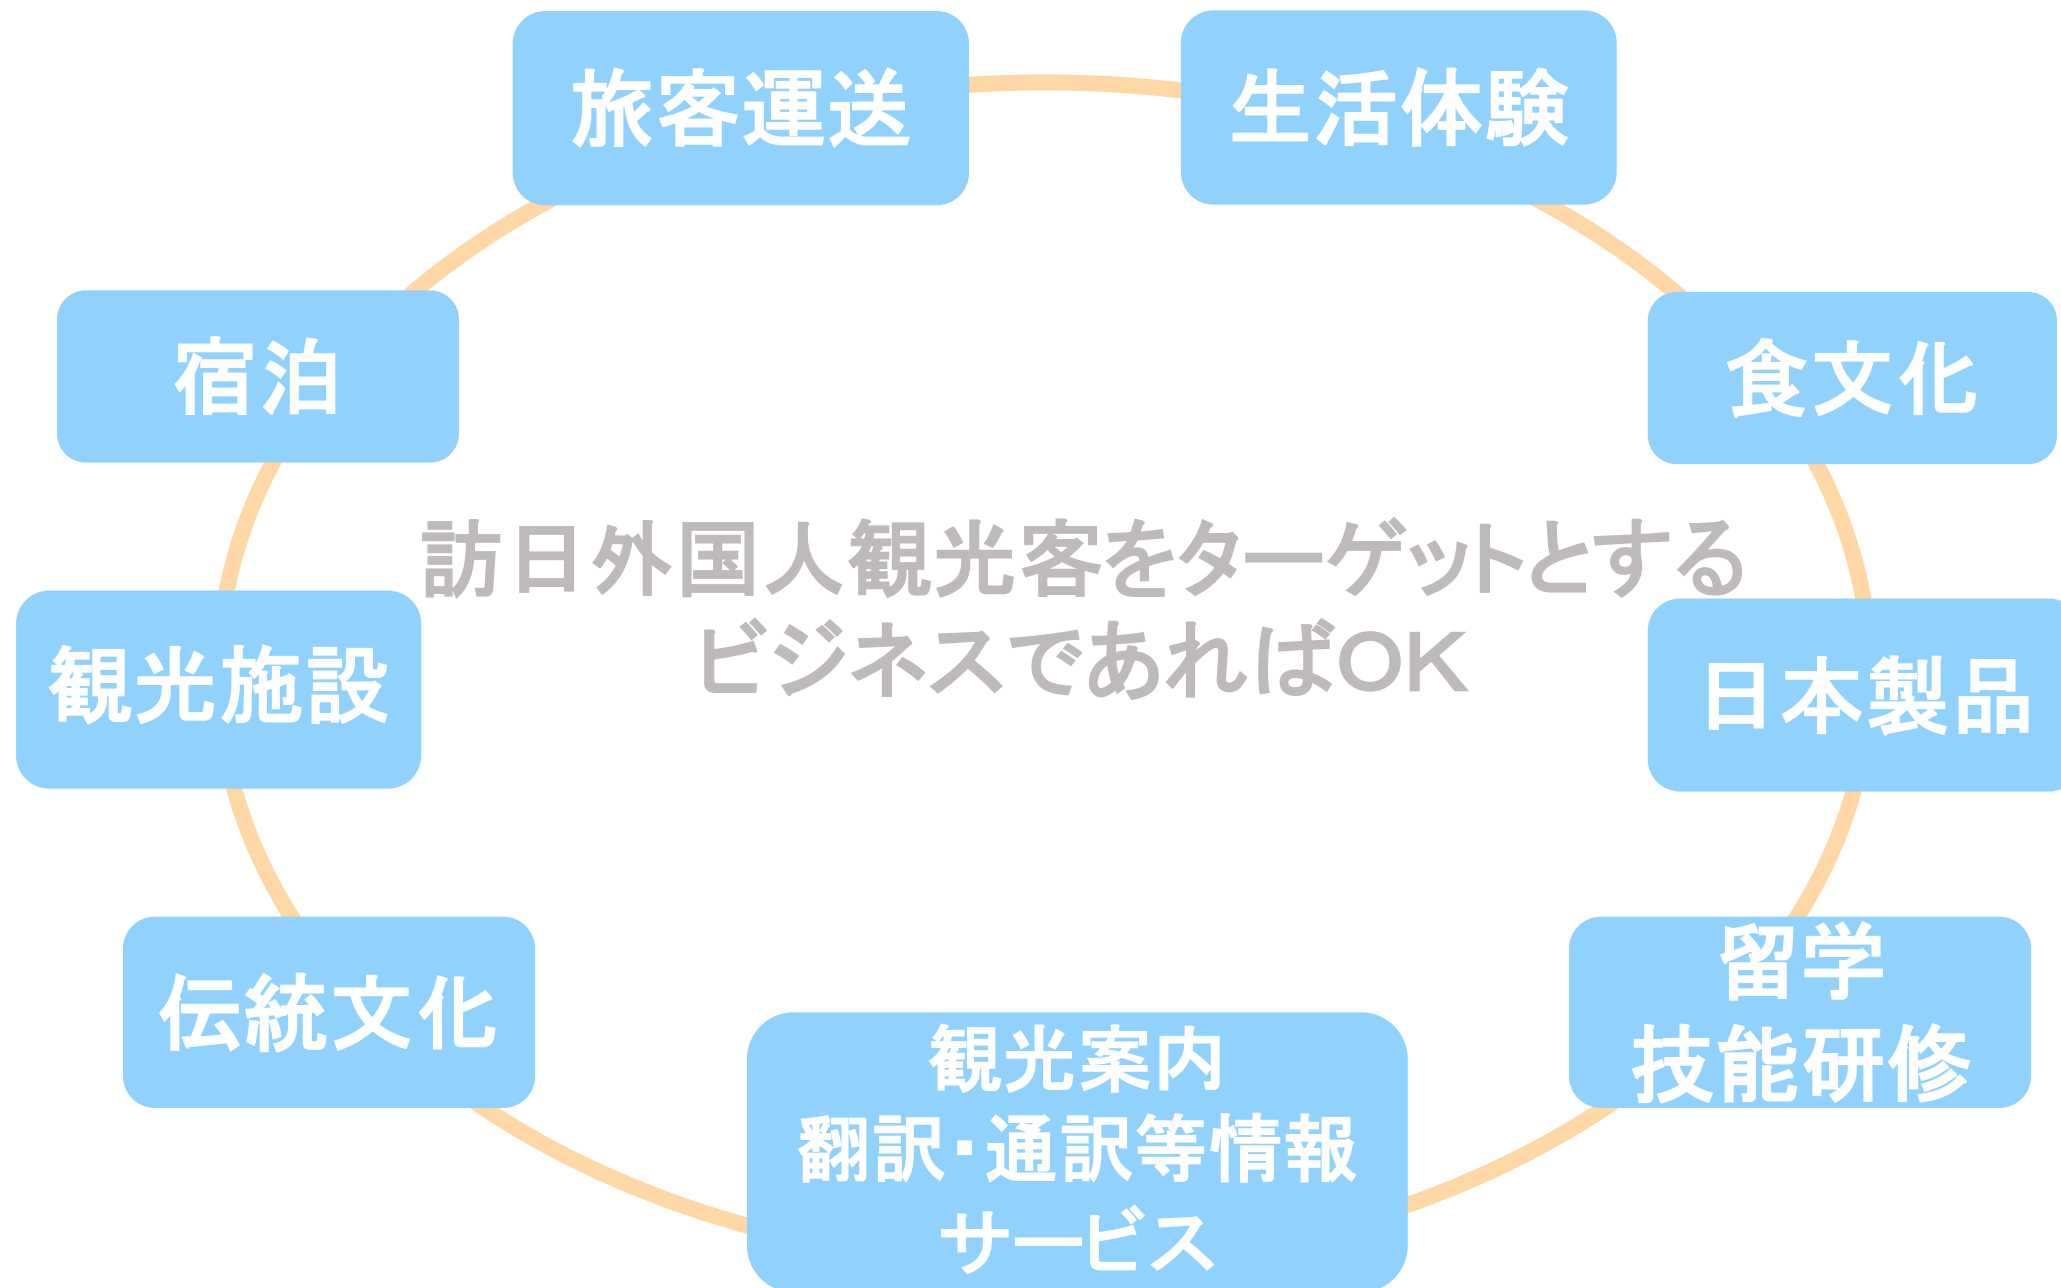 旅客運送
生活体験
宿泊
食文化
訪日外国人観光客をターゲットとする
ビジネスであればOK
観光施設
日本製品
伝統文化
留学
技能研修
観光案内
翻訳・通訳等情報
サービス